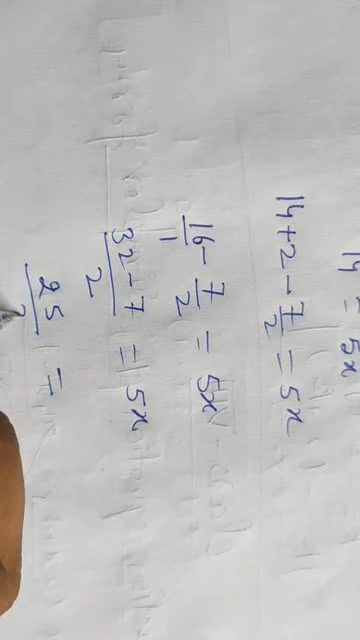 14 = 5x
14 + 2 - 7/2 = 5x
16/1 - 7/2 = 5x
32 - 7/2 = 5x
25/2 =